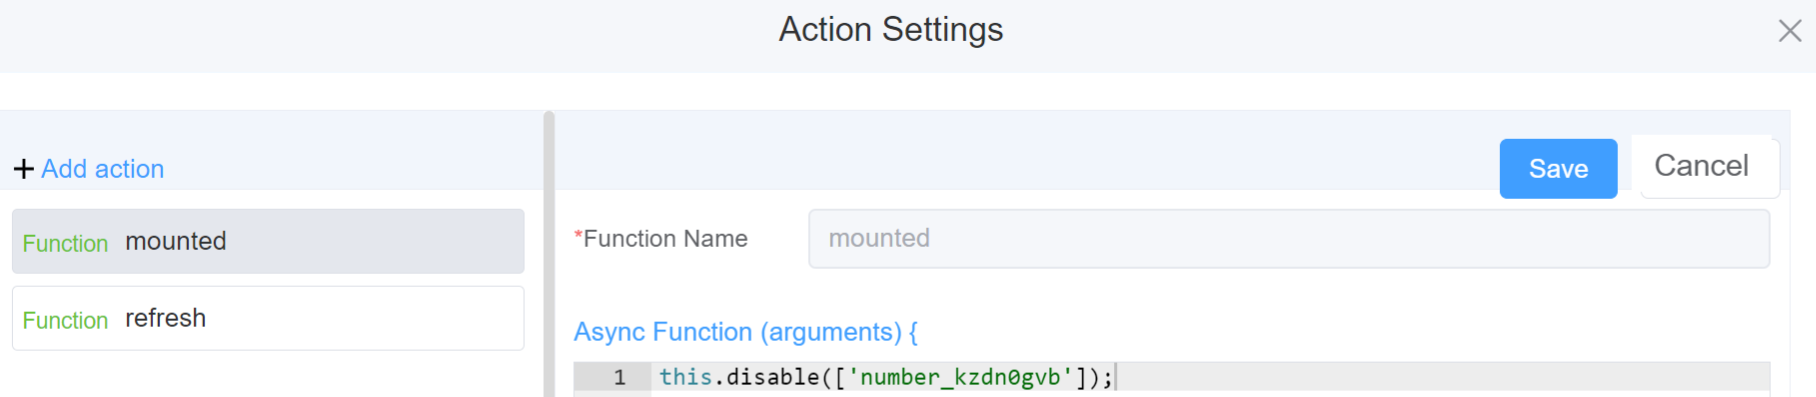 Action Settings
+ Add action
Save
Cancel
Function mounted
Function refresh
*Function Name
mounted
Async Function (arguments) {
1 this.disable(['number_kzdn0gvb']);